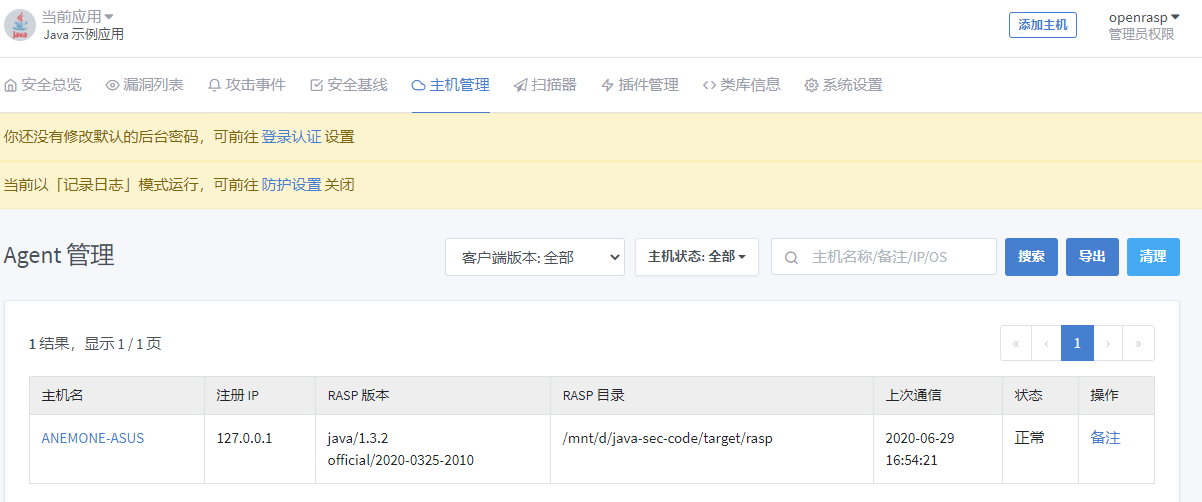 当前应用
Java 示例应用
添加主机
openrasp
管理员权限
安全总览 漏洞列表 攻击事件 安全基线 主机管理 扫描器 插件管理 类库信息 系统设置
你还没有修改默认的后台密码，可前往 登录认证 设置
当前以「记录日志」模式运行，可前往 防护设置 关闭
Agent 管理
客户端版本: 全部
主机状态: 全部
主机名称/备注/IP/OS
搜索
导出
清理
1 结果，显示 1 / 1 页
« ‹ 1 › »
主机名 注册 IP RASP 版本 RASP 目录 上次通信 状态 操作
ANEMONE-ASUS 127.0.0.1 java/1.3.2 /mnt/d/java-sec-code/target/rasp 2020-06-29 正常 备注
official/2020-0325-2010 16:54:21